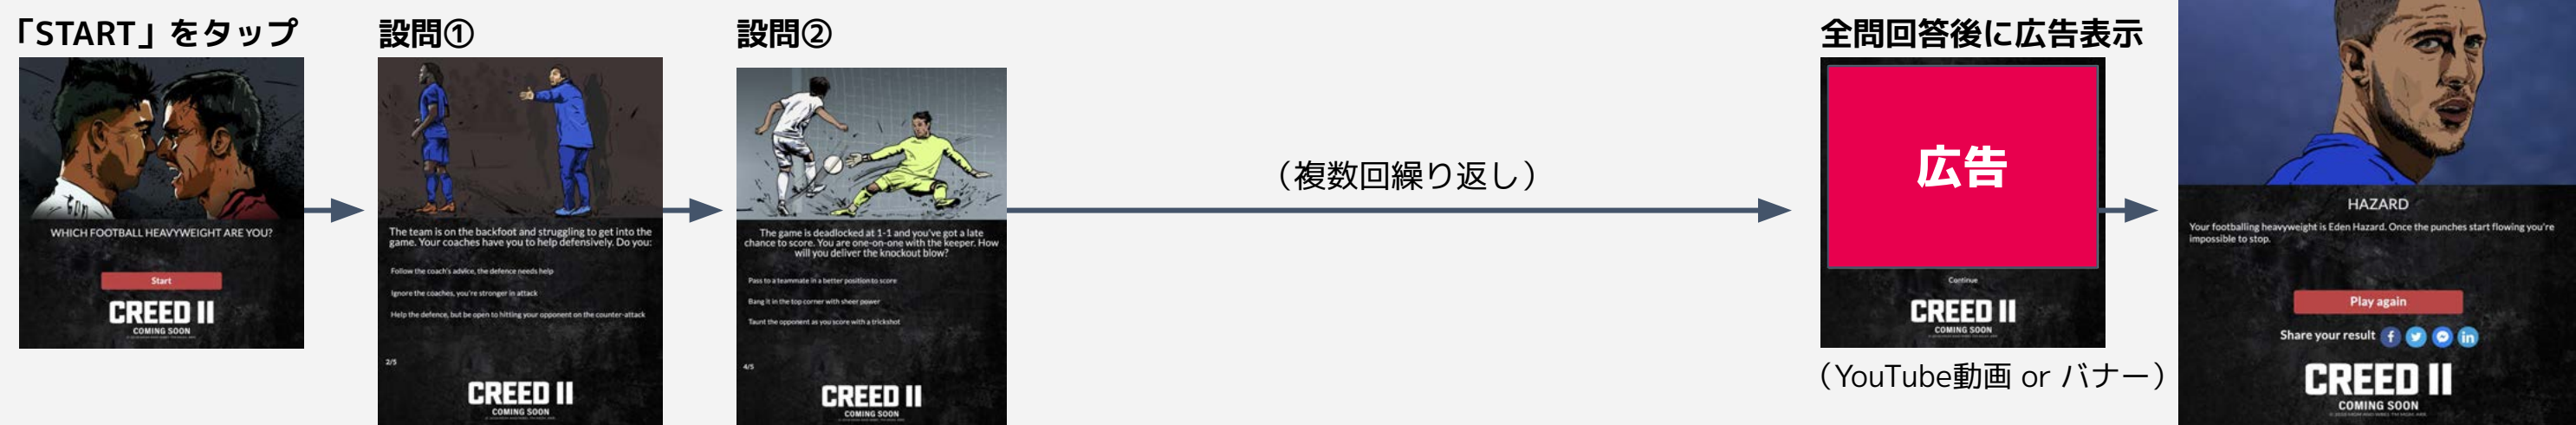 「START」をタップ
WHICH FOOTBALL HEAVYWEIGHT ARE YOU?
Start
CREED II
COMING SOON
設問①
The team is on the backfoot and struggling to get into the
game. Your coaches have you to help defensively. Do you:
Follow the coach's advice, the defence needs help
Ignore the coaches, you're stronger in attack
Help the defence, but be open to hitting your opponent on the counter-attack
2/5
CREED II
COMING SOON
設問②
The game is deadlocked at 1-1 and you've got a late
chance to score. You are one-on-one with the keeper. How
will you deliver the knockout blow?
Pass to a teammate in a better position to score
Bang it in the top corner with sheer power
Taunt the opponent as you score with a trickshot
4/5
CREED II
COMING SOON
（複数回繰り返し）
全問回答後に広告表示
広告
Continue
CREED II
COMING SOON
（YouTube動画 or バナー）
HAZARD
Your footballing heavyweight is Eden Hazard. Once the punches start flowing you're
impossible to stop.
Play again
Share your result
CREED II
COMING SOON